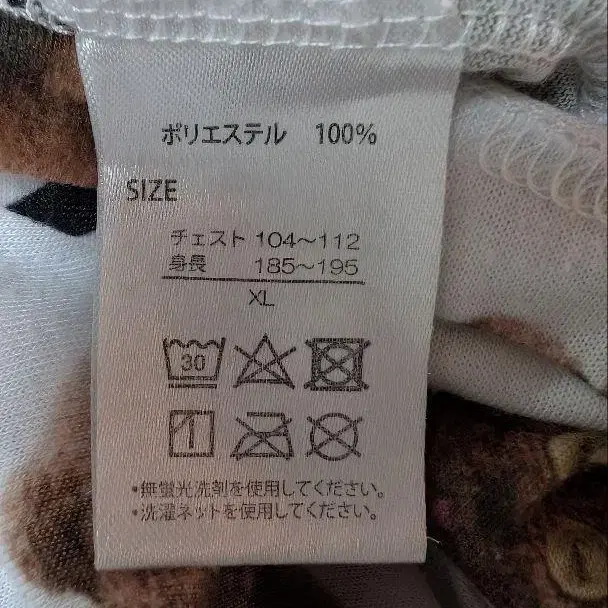 ポリエステル 100%
SIZE
チェスト 104〜112
身長 185〜195
XL
30
・無蛍光洗剤を使用してください。
・洗濯ネットを使用してください。